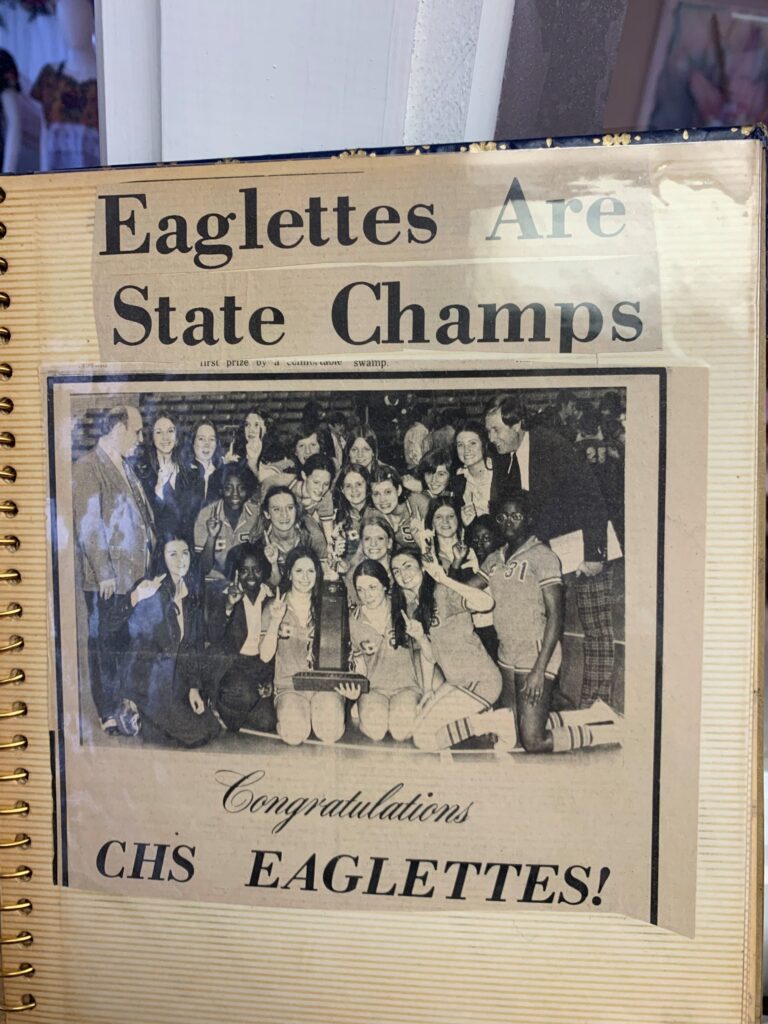 Eaglettes Are
State Champs
first prize by a comfortable swamp.
31
Congratulations
CHS EAGLETTES!